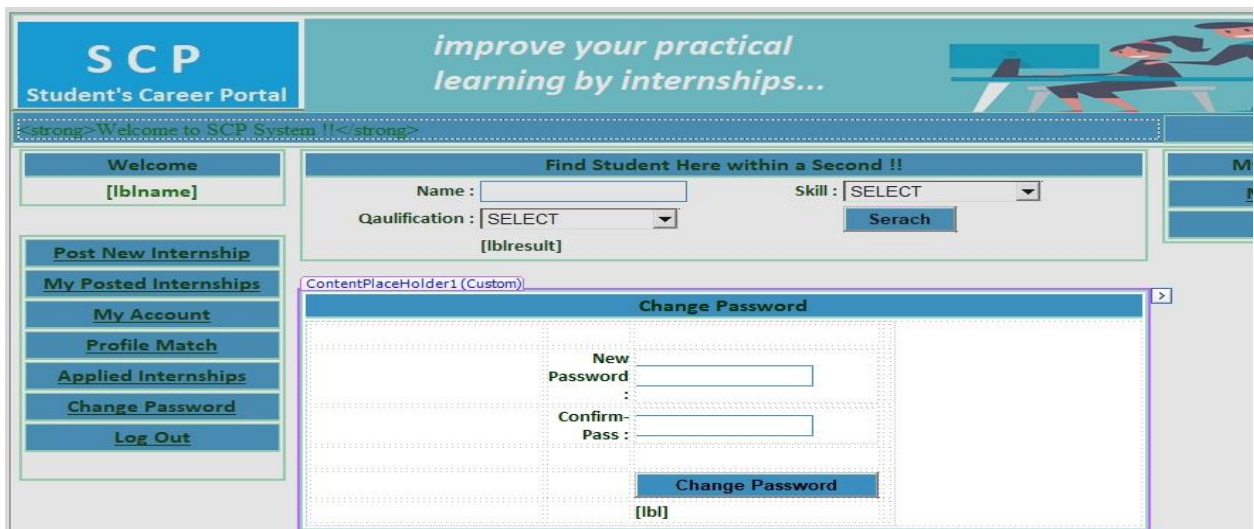 S C P
Student's Career Portal
improve your practical
learning by internships...
<strong>Welcome to SCP System !!</strong>
Welcome
[lblname]
Post New Internship
My Posted Internships
My Account
Profile Match
Applied Internships
Change Password
Log Out
Find Student Here within a Second !!
Name :
Skill : SELECT
Qaulification : SELECT
Serach
[lblresult]
ContentPlaceHolder1 (Custom)
Change Password
New
Password
:
Confirm-
Pass :
Change Password
[lbl]
>